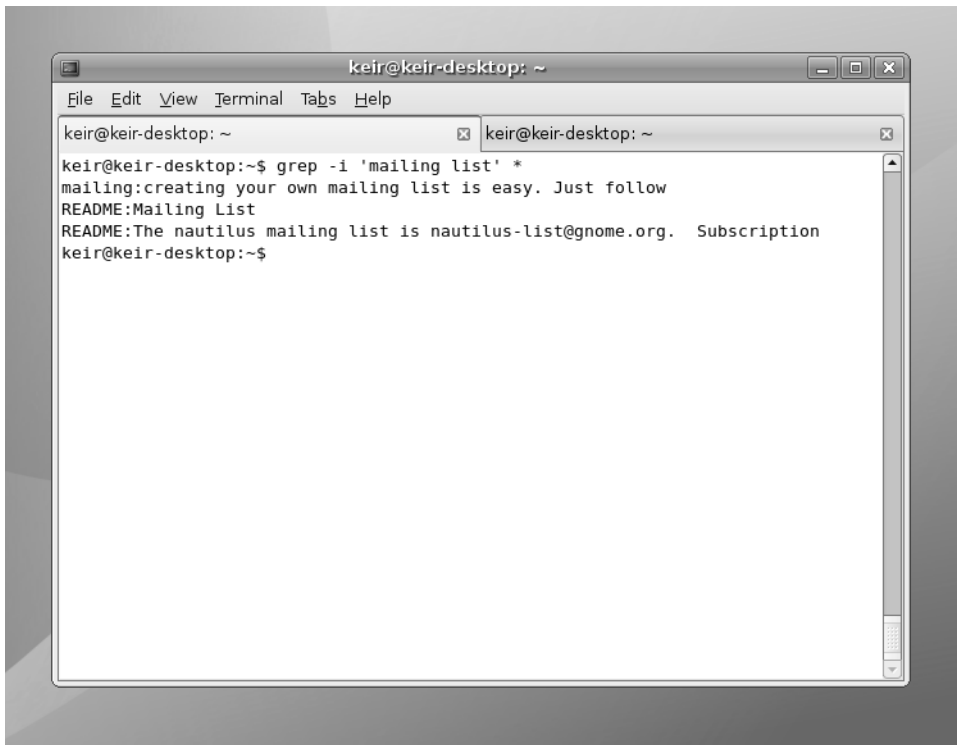 keir@keir-desktop: ~
File Edit View Terminal Tabs Help
keir@keir-desktop: ~ keir@keir-desktop: ~
keir@keir-desktop:~$ grep -i 'mailing list' *
mailing:creating your own mailing list is easy. Just follow
README:Mailing List
README:The nautilus mailing list is nautilus-list@gnome.org.  Subscription
keir@keir-desktop:~$